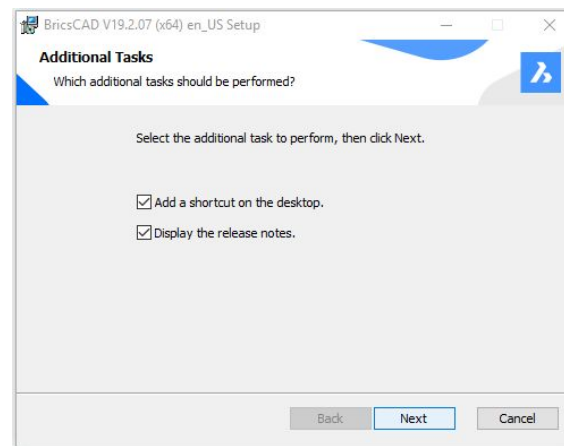 BricsCAD V19.2.07 (x64) en_US Setup
Additional Tasks
Which additional tasks should be performed?
Select the additional task to perform, then click Next.
Add a shortcut on the desktop.
Display the release notes.
Back Next Cancel